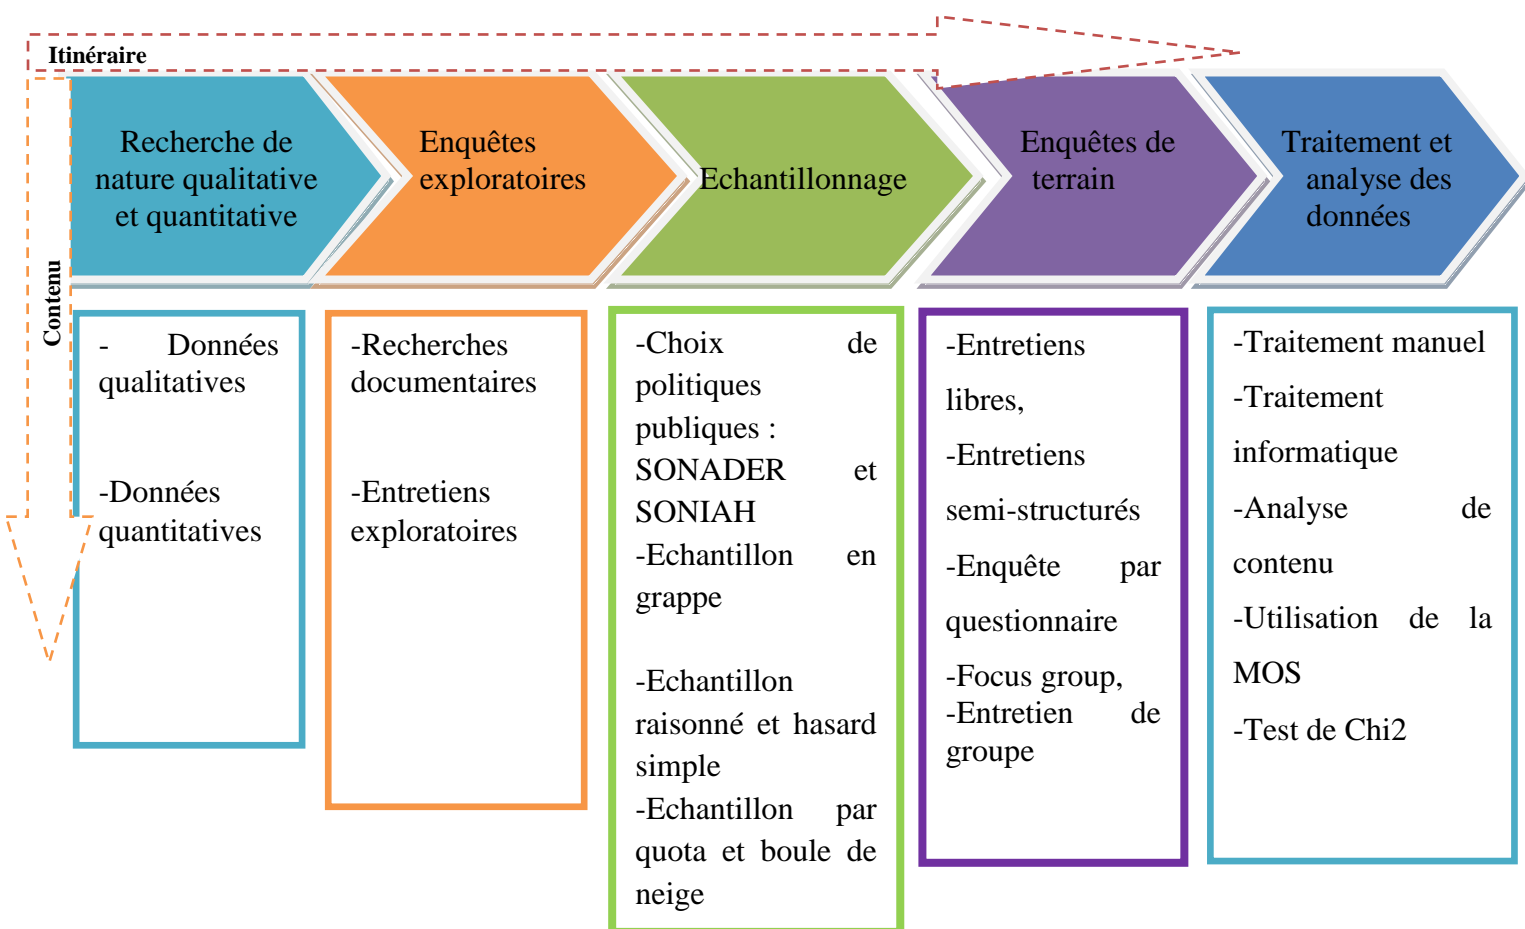 Itinéraire
Recherche de
nature qualitative
et quantitative
Enquêtes
exploratoires
Echantillonnage
Enquêtes de
terrain
Traitement et
analyse des
données
Contenu
- Données
qualitatives
-Données
quantitatives
-Recherches
documentaires
-Entretiens
exploratoires
-Choix de
politiques
publiques :
SONADER et
SONIAH
-Echantillon en
grappe
-Echantillon
raisonné et hasard
simple
-Echantillon par
quota et boule de
neige
-Entretiens
libres,
-Entretiens
semi-structurés
-Enquête par
questionnaire
-Focus group,
-Entretien de
groupe
-Traitement manuel
-Traitement
informatique
-Analyse de
contenu
-Utilisation de la
MOS
-Test de Chi2